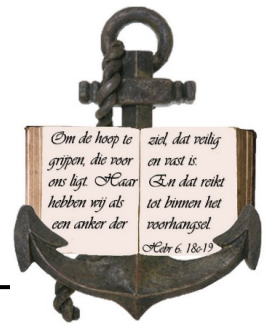 Om de hoop te
grijpen, die voor
ons ligt. Haar
hebben wij als
een anker der
ziel, dat veilig
en vast is.
En dat reikt
tot binnen het
voorhangsel.
Hebr 6: 18c-19